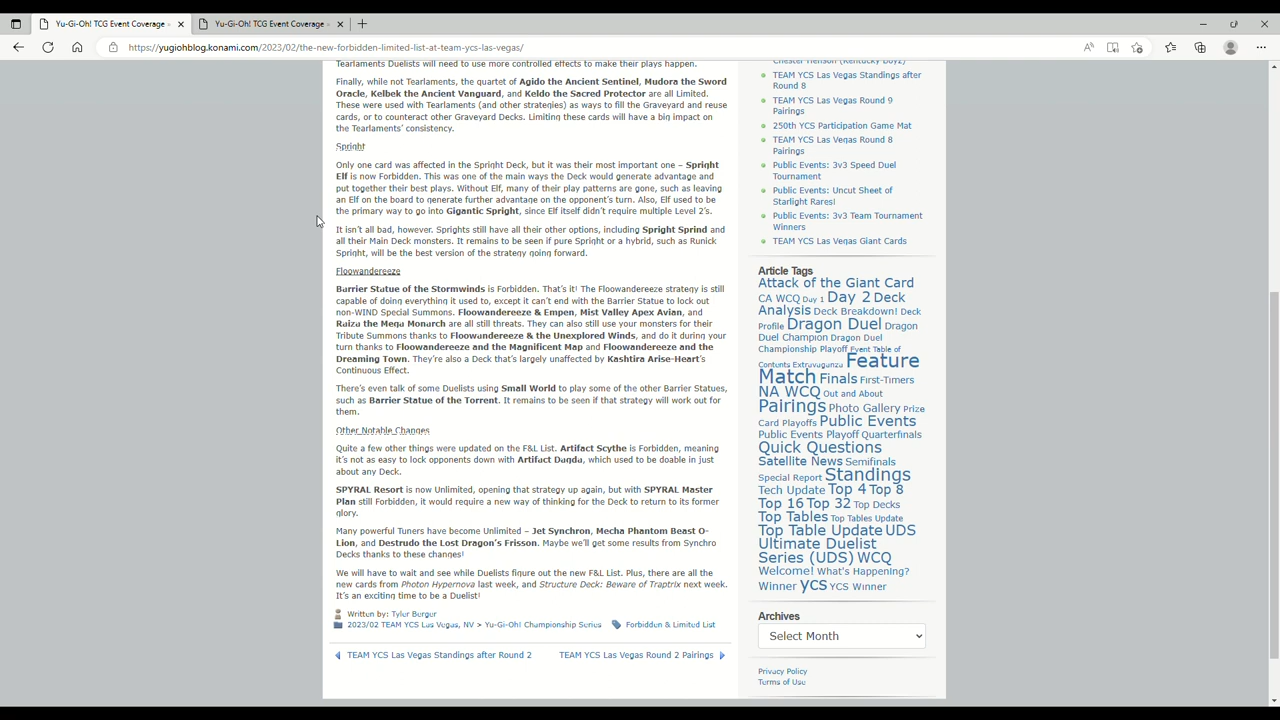 Yu-Gi-Oh! TCG Event Coverage
Yu-Gi-Oh! TCG Event Coverage
https://yugiohblog.konami.com/2023/02/the-new-forbidden-limited-list-at-team-ycs-las-vegas/
Tearlaments Duelists will need to use more controlled effects to make their plays happen.
Finally, while not Tearlaments, the quartet of Agido the Ancient Sentinel, Mudora the Sword
Oracle, Kelbek the Ancient Vanguard, and Keldo the Sacred Protector are all Limited.
These were used with Tearlaments (and other strategies) as ways to fill the Graveyard and reuse
cards, or to counteract other Graveyard Decks. Limiting these cards will have a big impact on
the Tearlaments' consistency.
Spright
Only one card was affected in the Spright Deck, but it was their most important one – Spright
Elf is now Forbidden. This was one of the main ways the Deck would generate advantage and
put together their best plays. Without Elf, many of their play patterns are gone, such as leaving
an Elf on the board to generate further advantage on the opponent's turn. Also, Elf used to be
the primary way to go into Gigantic Spright, since Elf itself didn't require multiple Level 2's.
It isn't all bad, however. Sprights still have all their other options, including Spright Sprind and
all their Main Deck monsters. It remains to be seen if pure Spright or a hybrid, such as Runick
Spright, will be the best version of the strategy going forward.
Floowandereeze
Barrier Statue of the Stormwinds is Forbidden. That's it! The Floowandereeze strategy is still
capable of doing everything it used to, except it can't end with the Barrier Statue to lock out
non-WIND Special Summons. Floowandereeze & Empen, Mist Valley Apex Avian, and
Raiza the Mega Monarch are all still threats. They can also still use your monsters for their
Tribute Summons thanks to Floowandereeze & the Unexplored Winds, and do it during your
turn thanks to Floowandereeze and the Magnificent Map and Floowandereeze and the
Dreaming Town. They're also a Deck that's largely unaffected by Kashtira Arise-Heart's
Continuous Effect.
There's even talk of some Duelists using Small World to play some of the other Barrier Statues,
such as Barrier Statue of the Torrent. It remains to be seen if that strategy will work out for
them.
Other Notable Changes
Quite a few other things were updated on the F&L List. Artifact Scythe is Forbidden, meaning
it's not as easy to lock opponents down with Artifact Dagda, which used to be doable in just
about any Deck.
SPYRAL Resort is now Unlimited, opening that strategy up again, but with SPYRAL Master
Plan still Forbidden, it would require a new way of thinking for the Deck to return to its former
glory.
Many powerful Tuners have become Unlimited – Jet Synchron, Mecha Phantom Beast O-
Lion, and Destrudo the Lost Dragon's Frisson. Maybe we'll get some results from Synchro
Decks thanks to these changes!
We will have to wait and see while Duelists figure out the new F&L List. Plus, there are all the
new cards from Photon Hypernova last week, and Structure Deck: Beware of Traptrix next week.
It's an exciting time to be a Duelist!
Written by: Tyler Berger
2023/02 TEAM YCS Las Vegas, NV > Yu-Gi-Oh! Championship Series Forbidden & Limited List
TEAM YCS Las Vegas Standings after Round 2 TEAM YCS Las Vegas Round 2 Pairings
Chester Henson (Kentucky Boyz)
TEAM YCS Las Vegas Standings after
Round 8
TEAM YCS Las Vegas Round 9
Pairings
250th YCS Participation Game Mat
TEAM YCS Las Vegas Round 8
Pairings
Public Events: 3v3 Speed Duel
Tournament
Public Events: Uncut Sheet of
Starlight Rares!
Public Events: 3v3 Team Tournament
Winners
TEAM YCS Las Vegas Giant Cards
Article Tags
Attack of the Giant Card
CA WCQ Day 1 Day 2 Deck
Analysis Deck Breakdown! Deck
Profile Dragon Duel Dragon
Duel Champion Dragon Duel
Championship Playoff Event Table of
Contents Extravaganza Feature
Match Finals First-Timers
NA WCQ Out and About
Pairings Photo Gallery Prize
Card Playoffs Public Events
Public Events Playoff Quarterfinals
Quick Questions
Satellite News Semifinals
Special Report Standings
Tech Update Top 4 Top 8
Top 16 Top 32 Top Decks
Top Tables Top Tables Update
Top Table Update UDS
Ultimate Duelist
Series (UDS) WCQ
Welcome! What's Happening?
Winner YCS YCS Winner
Archives
Select Month
Privacy Policy
Terms of Use